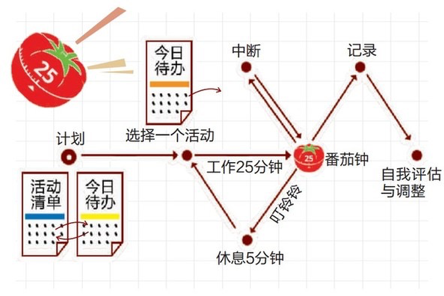 今日
待办
中断
记录
25
计划
选择一个活动
工作25分钟
25
番茄钟
自我评估
与调整
活动
清单
今日
待办
叮铃铃
休息5分钟